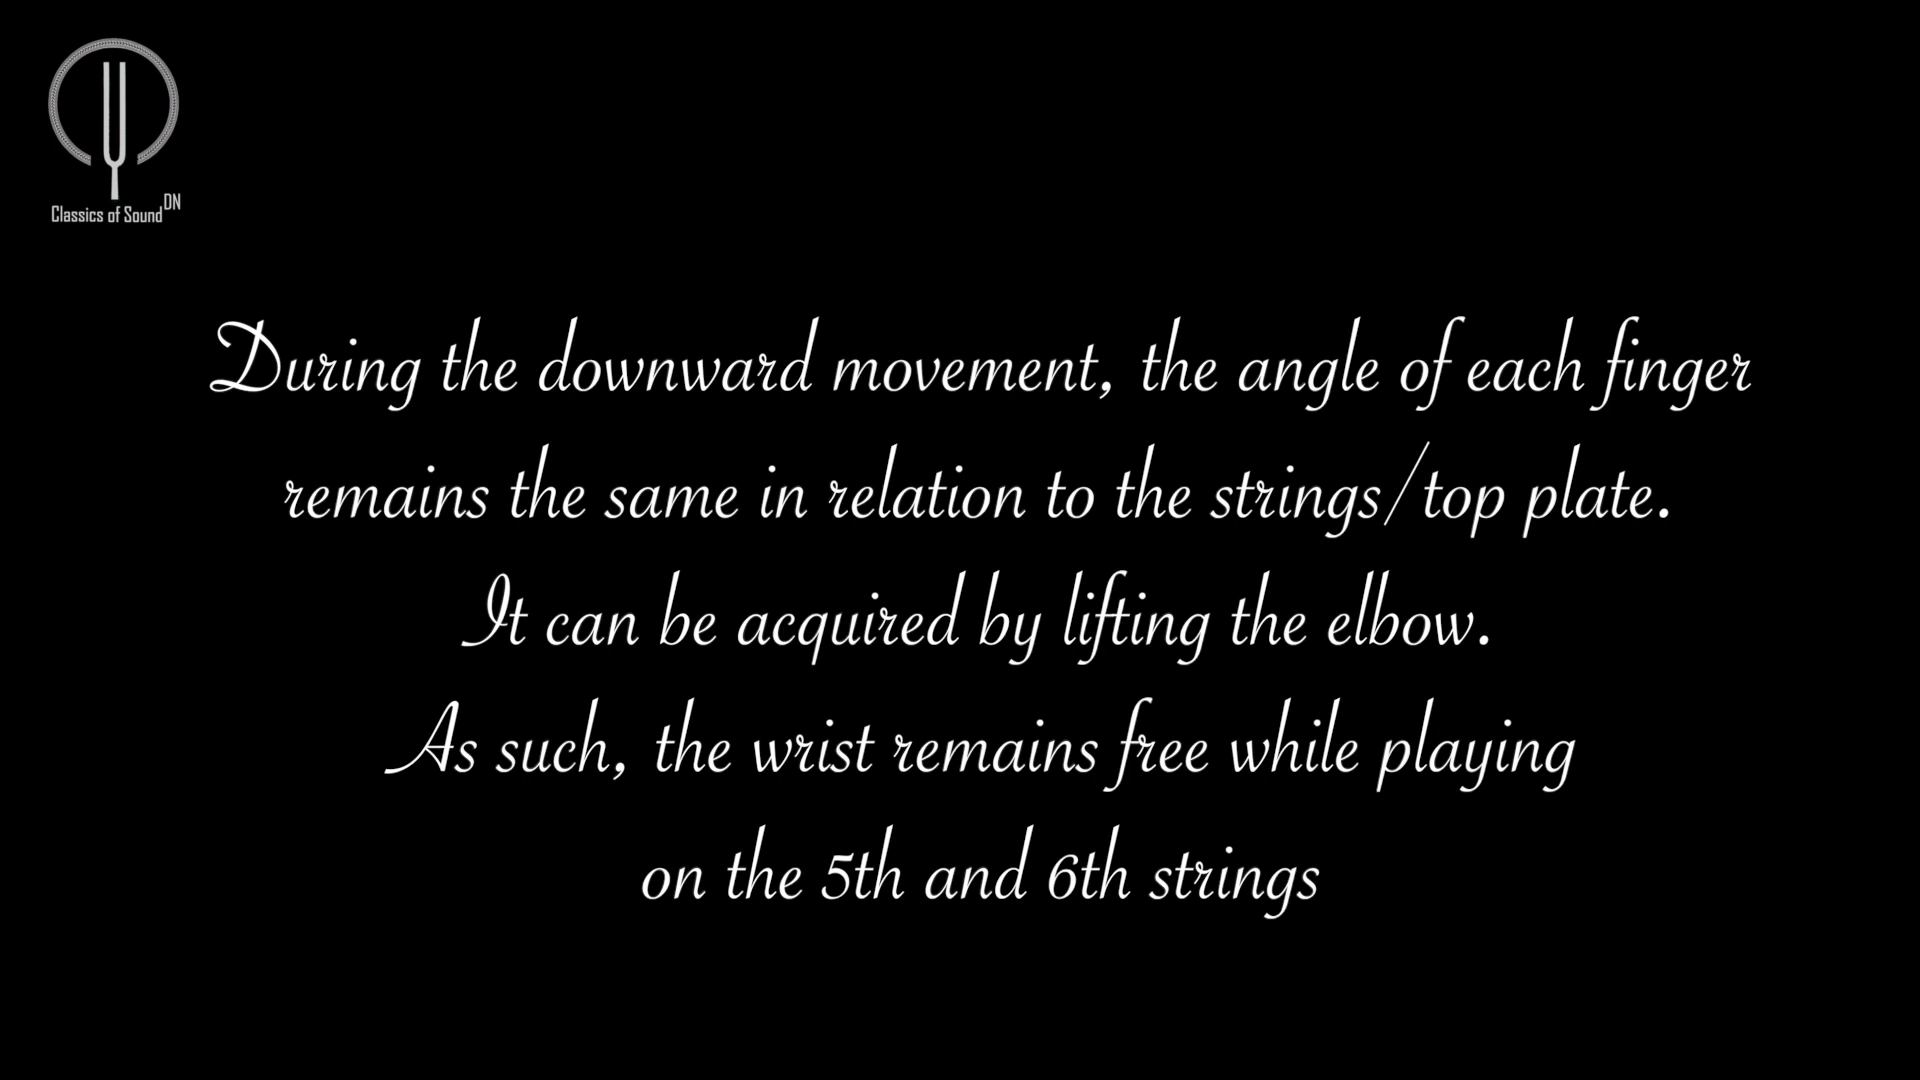 Classics of Sound DN
During the downward movement, the angle of each finger
remains the same in relation to the strings/top plate.
It can be acquired by lifting the elbow.
As such, the wrist remains free while playing
on the 5th and 6th strings